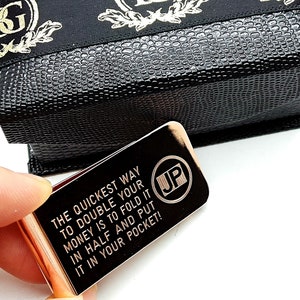 THE QUICKEST WAY
TO DOUBLE YOUR
MONEY IS TO FOLD IT
IN HALF AND PUT
IT IN YOUR POCKET!
JP